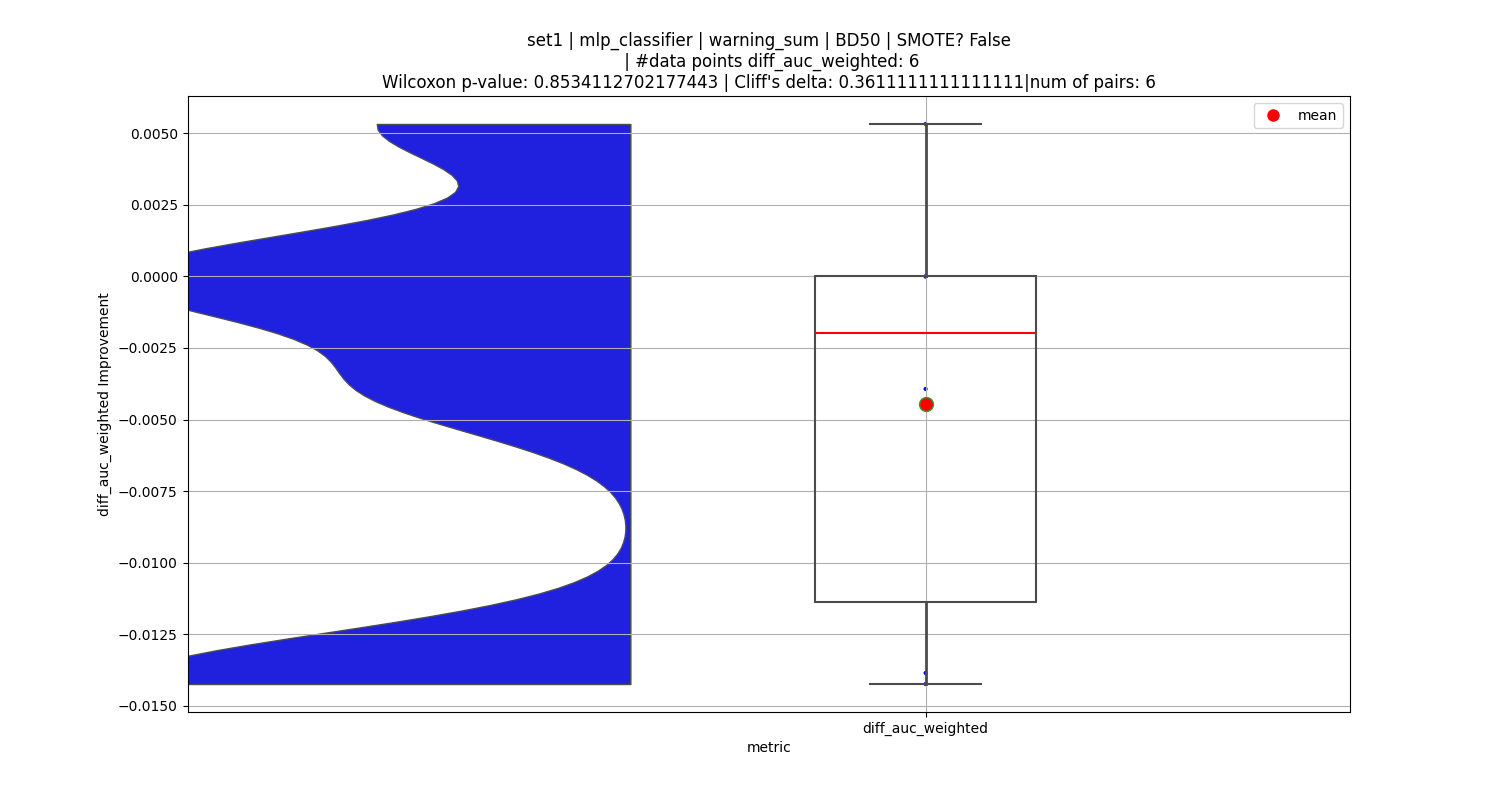 set1 | mlp_classifier | warning_sum | BD50 | SMOTE? False
| #data points diff_auc_weighted: 6
Wilcoxon p-value: 0.8534112702177443 | Cliff's delta: 0.3611111111111111|num of pairs: 6
mean
0.0050
0.0025
0.0000
−0.0025
−0.0050
−0.0075
−0.0100
−0.0125
−0.0150
diff_auc_weighted Improvement
diff_auc_weighted
metric